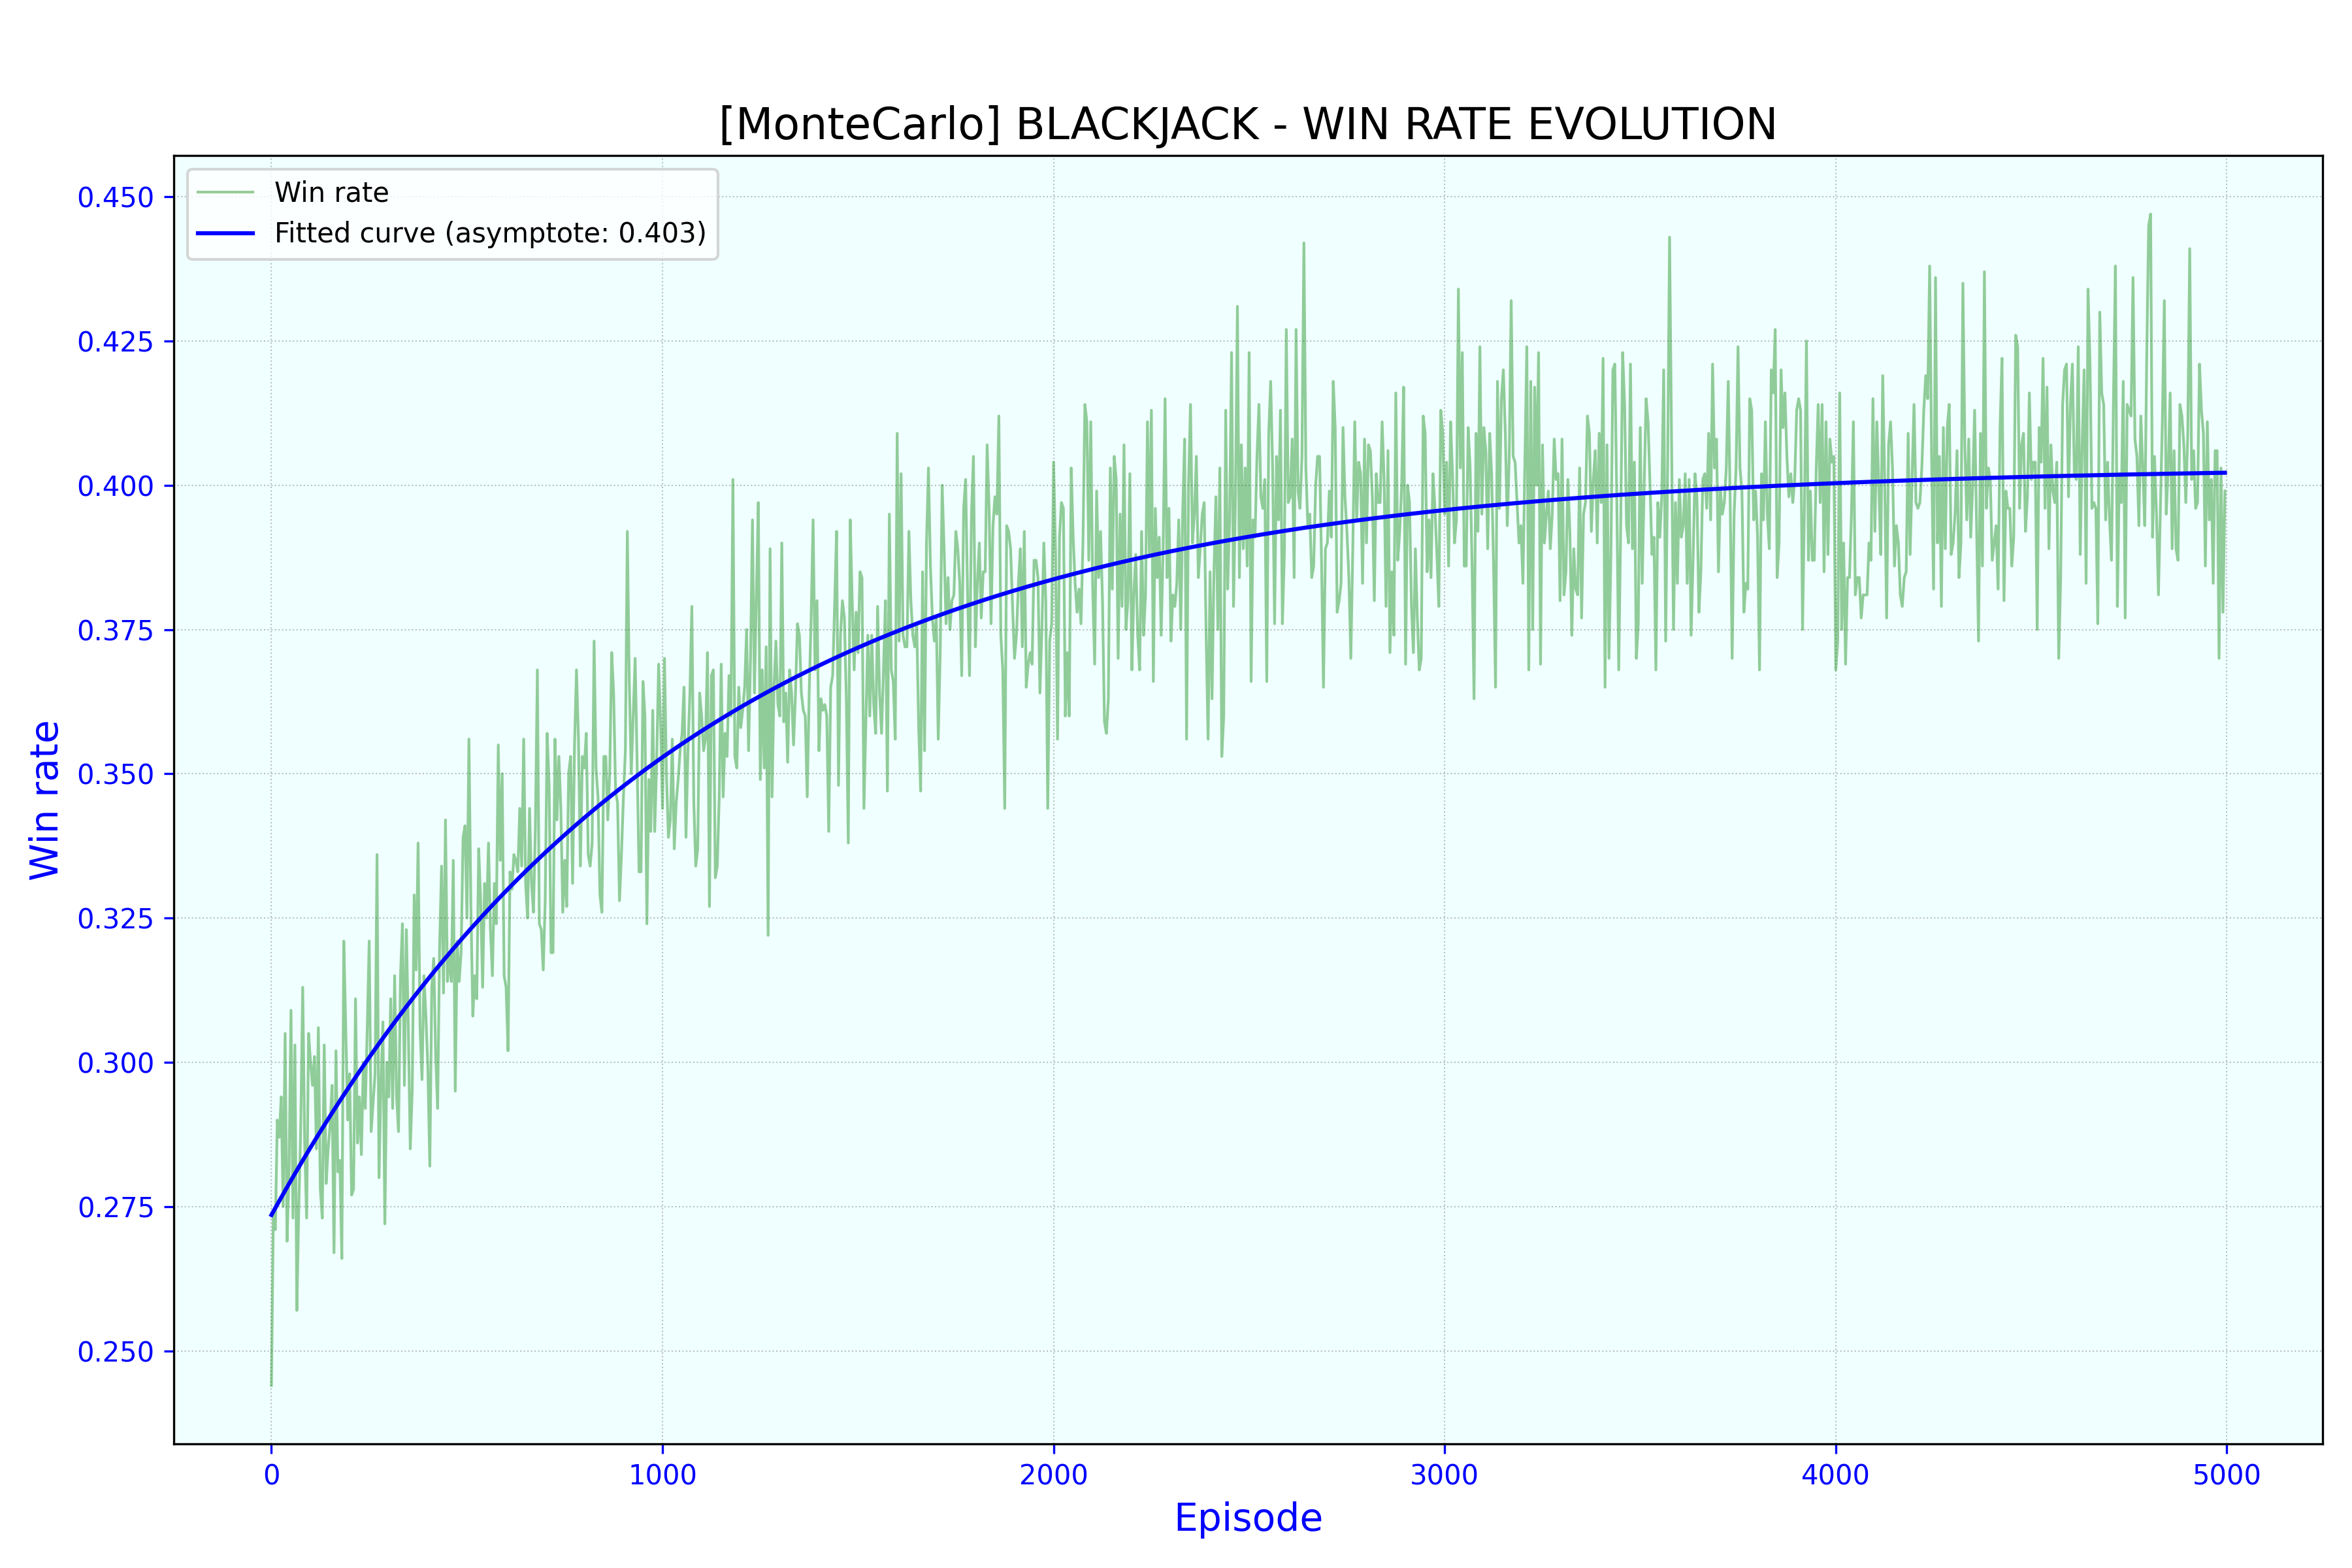 [MonteCarlo] BLACKJACK - WIN RATE EVOLUTION
Win rate
Fitted curve (asymptote: 0.403)
0.450
0.425
0.400
0.375
0.350
0.325
0.300
0.275
0.250
Win rate
0 1000 2000 3000 4000 5000
Episode